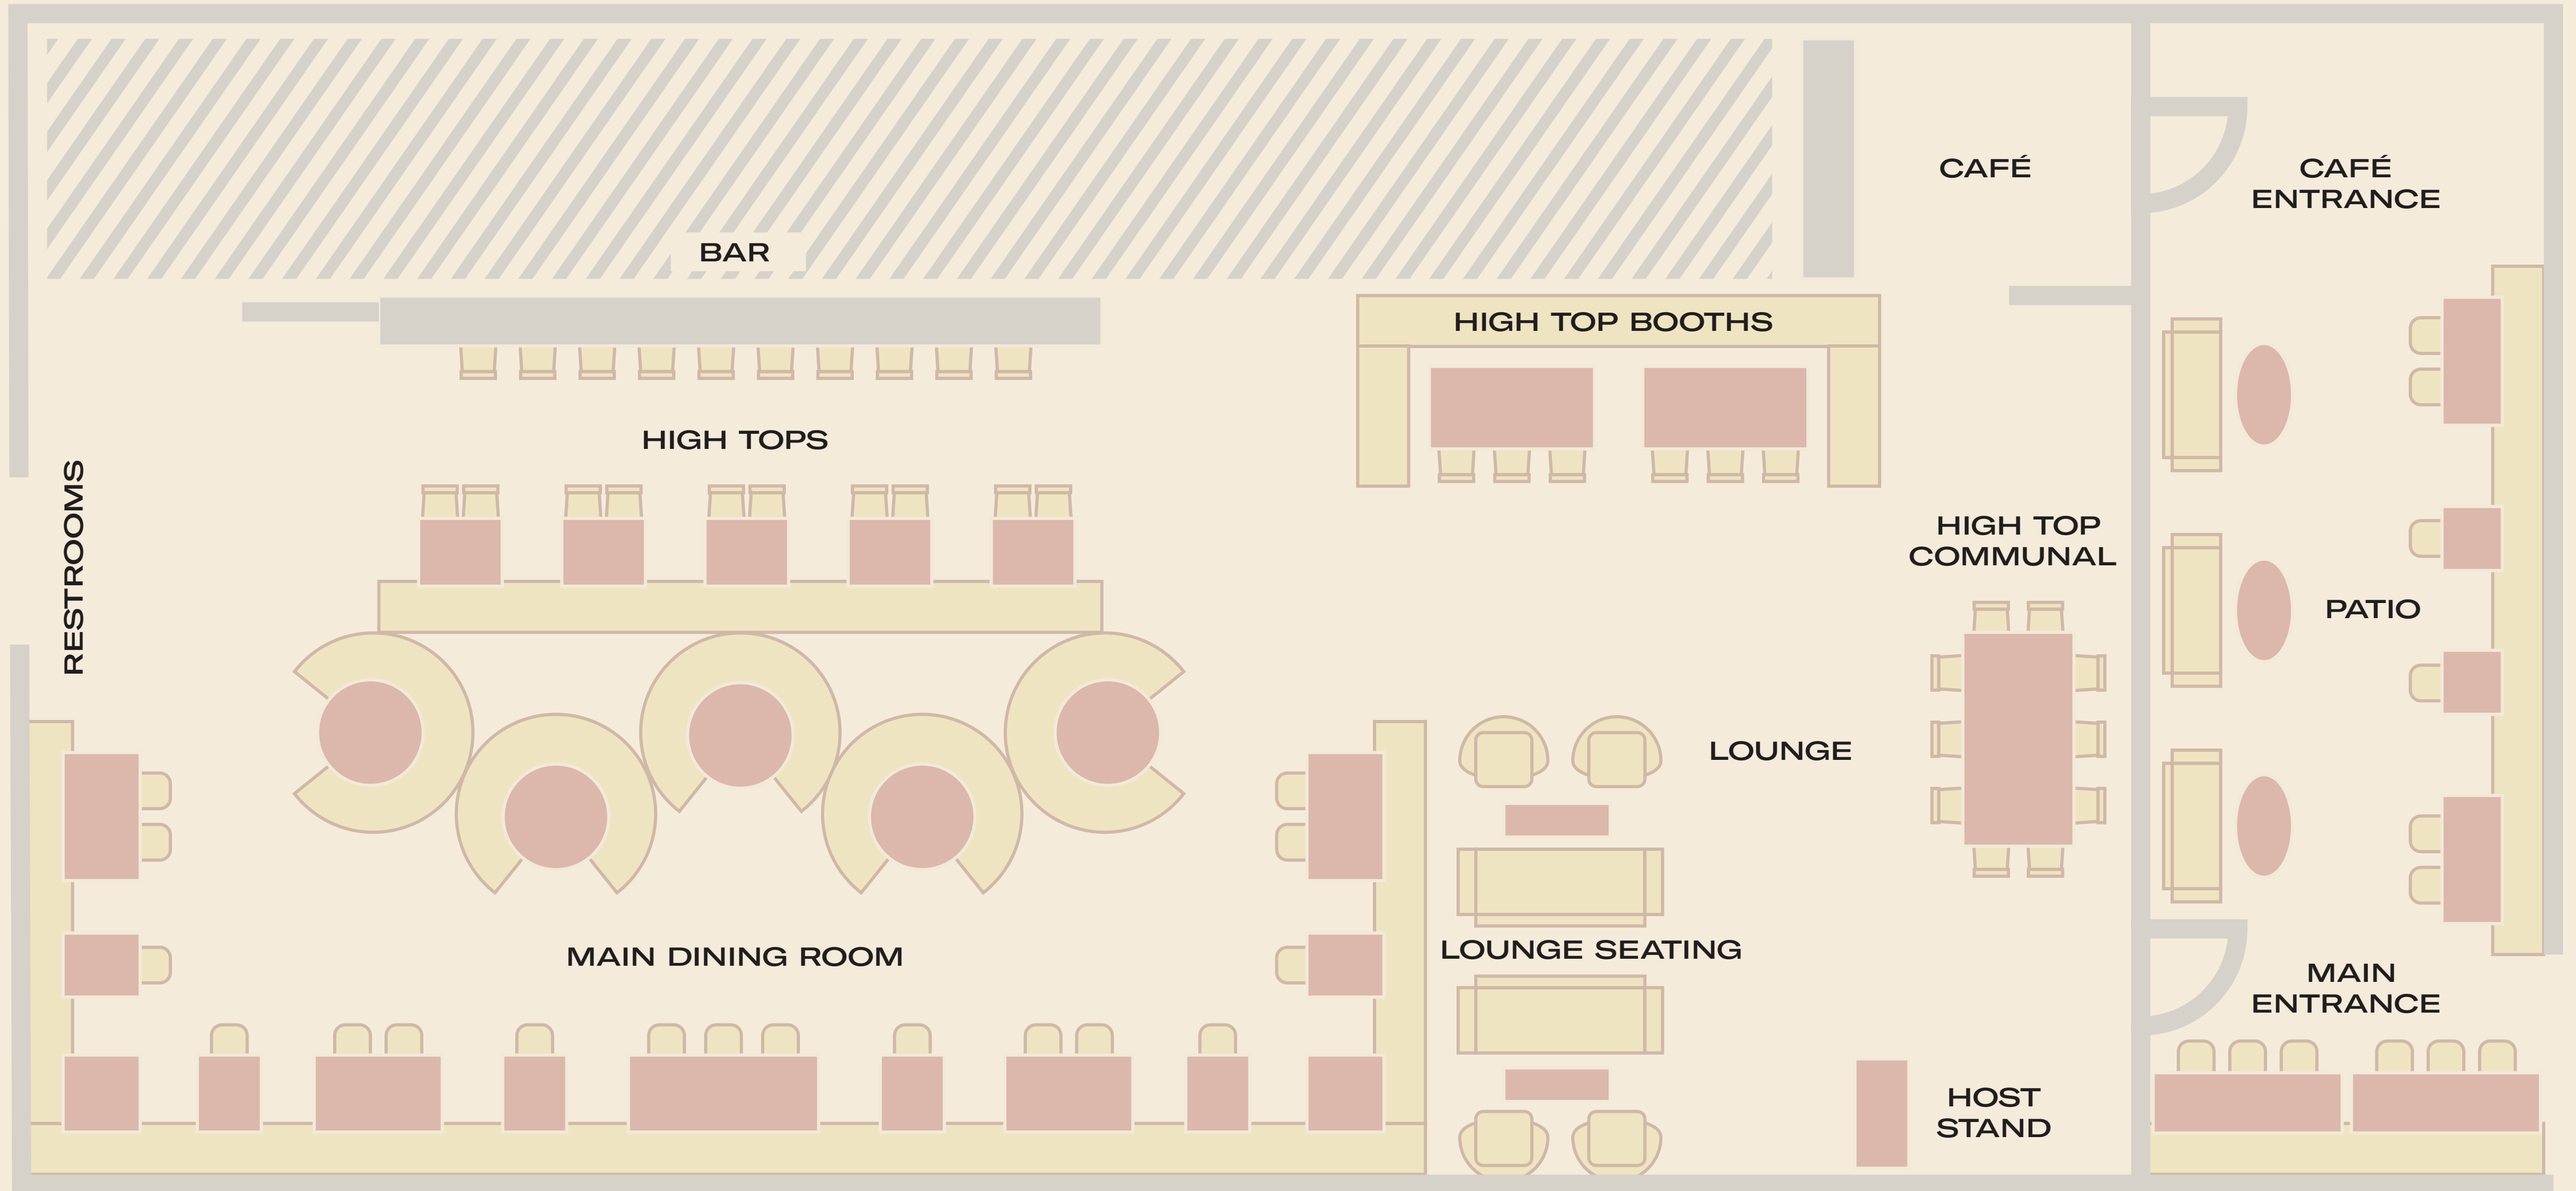 CAFÉ
CAFÉ
ENTRANCE
BAR
HIGH TOP BOOTHS
HIGH TOPS
RESTROOMS
HIGH TOP
COMMUNAL
PATIO
LOUNGE
MAIN DINING ROOM
LOUNGE SEATING
MAIN
ENTRANCE
HOST
STAND